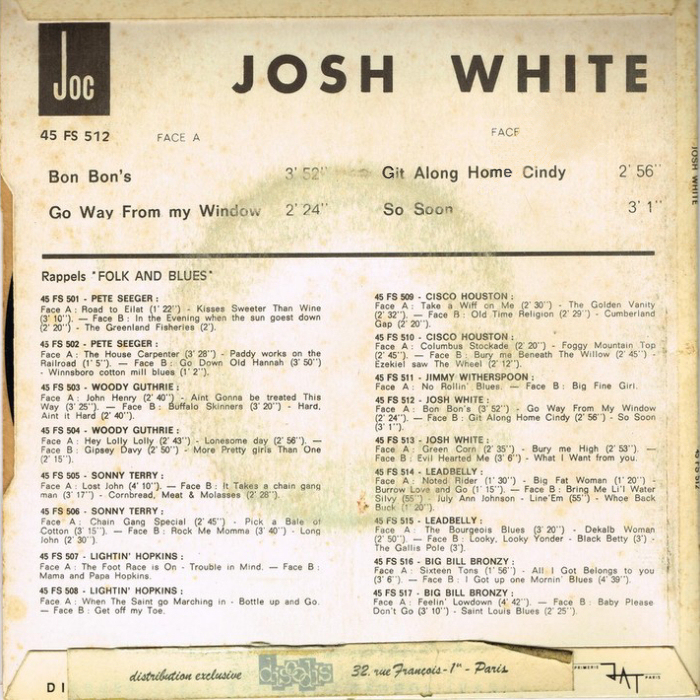 Joc
JOSH WHITE
45 FS 512
FACE A
FACE
Bon Bon's 3' 52''
Go Way From my Window 2' 24''
Git Along Home Cindy 2' 56''
So Soon 3' 1''
JOSH WHITE
Rappels "FOLK AND BLUES"
45 FS 501 - PETE SEEGER :
Face A : Road to Eilat (1' 22'') - Kisses Sweeter Than Wine
(3' 10''). — Face B : In the Evening when the sun goest down
(2' 20'') - The Greenland Fisheries (2').
45 FS 502 - PETE SEEGER :
Face A : The House Carpenter (3' 28'') - Paddy works on the
Railroad (1' 5''). — Face B : Go Down Old Hannah (3' 50'')
- Winnsboro cotton mill blues (1' 2'').
45 FS 503 - WOODY GUTHRIE :
Face A : John Henry (2' 40'') - Aint Gonna be treated This
Way (3' 25''). — Face B : Buffalo Skinners (3' 20'') - Hard,
Aint it Hard (2' 40'').
45 FS 504 - WOODY GUTHRIE :
Face A : Hey Lolly Lolly (2' 43'') - Lonesome day (2' 56''). —
Face B : Gipsey Davy (2' 50'') - More Pretty girls Than One
(2' 15'').
45 FS 505 - SONNY TERRY :
Face A : Lost John (4' 10''). — Face B : It Takes a chain gang
man (3' 17'') - Cornbread, Meat & Molasses (2' 28'').
45 FS 506 - SONNY TERRY :
Face A : Chain Gang Special (2' 45'') - Pick a Bale of
Cotton (3' 15''). — Face B : Rock Me Momma (3' 40'') - Long
John (2' 30'').
45 FS 507 - LIGHTIN' HOPKINS :
Face A : The Foot Race is On - Trouble in Mind. — Face B :
Mama and Papa Hopkins.
45 FS 508 - LIGHTIN' HOPKINS :
Face A : When The Saint go Marching in - Bottle up and Go.
— Face B : Get off my Toe.
45 FS 509 - CISCO HOUSTON :
Face A : Take a Wiff on Me (2' 30'') - The Golden Vanity
(2' 32''). — Face B : Old Time Religion (2' 29'') - Cumberland
Gap (2' 20'').
45 FS 510 - CISCO HOUSTON :
Face A : Columbus Stockade (2' 20'') - Foggy Mountain Top
(2' 45''). — Face B : Bury me Beneath The Willow (2' 45'') -
Ezekiel saw The Wheel (2' 12'').
45 FS 511 - JIMMY WITHERSPOON :
Face A : No Rollin' Blues. — Face B : Big Fine Girl.
45 FS 512 - JOSH WHITE :
Face A : Bon Bon's (3' 52'') - Go Way From My Window
(2' 24''). — Face B : Git Along Home Cindy (2' 56'') - So Soon
(3' 1'').
45 FS 513 - JOSH WHITE :
Face A : Green Corn (2' 35'') - Bury me High (2' 53''). —
Face B : Evil Hearted Me (3' 6'') - What I Want from you.
45 FS 514 - LEADBELLY :
Face A : Noted Rider (1' 30'') - Big Fat Woman (1' 20'') -
Burrow Love and Go (1' 15''). — Face B : Bring Me Li'l Water
Silvy (55'') - July Ann Johnson - Line'Em (55'') - Whoe Back
Buck (1' 20'').
45 FS 515 - LEADBELLY :
Face A : The Bourgeois Blues (3' 20'') - Dekalb Woman
(2' 50''). — Face B : Looky, Looky Yonder - Black Betty (3') -
The Gallis Pole (3').
45 FS 516 - BIG BILL BRONZY :
Face A : Sixteen Tons (1' 56'') - All I Got Belongs to you
(3' 6''). — Face B : I Got up one Mornin' Blues (4' 39'').
45 FS 517 - BIG BILL BRONZY :
Face A : Feelin' Lowdown (4' 42''). — Face B : Baby Please
Don't Go (3' 10'') - Saint Louis Blues (2' 25'').
DI
distribution exclusive disodis 32, rue François-1er - Paris
JAT PARIS